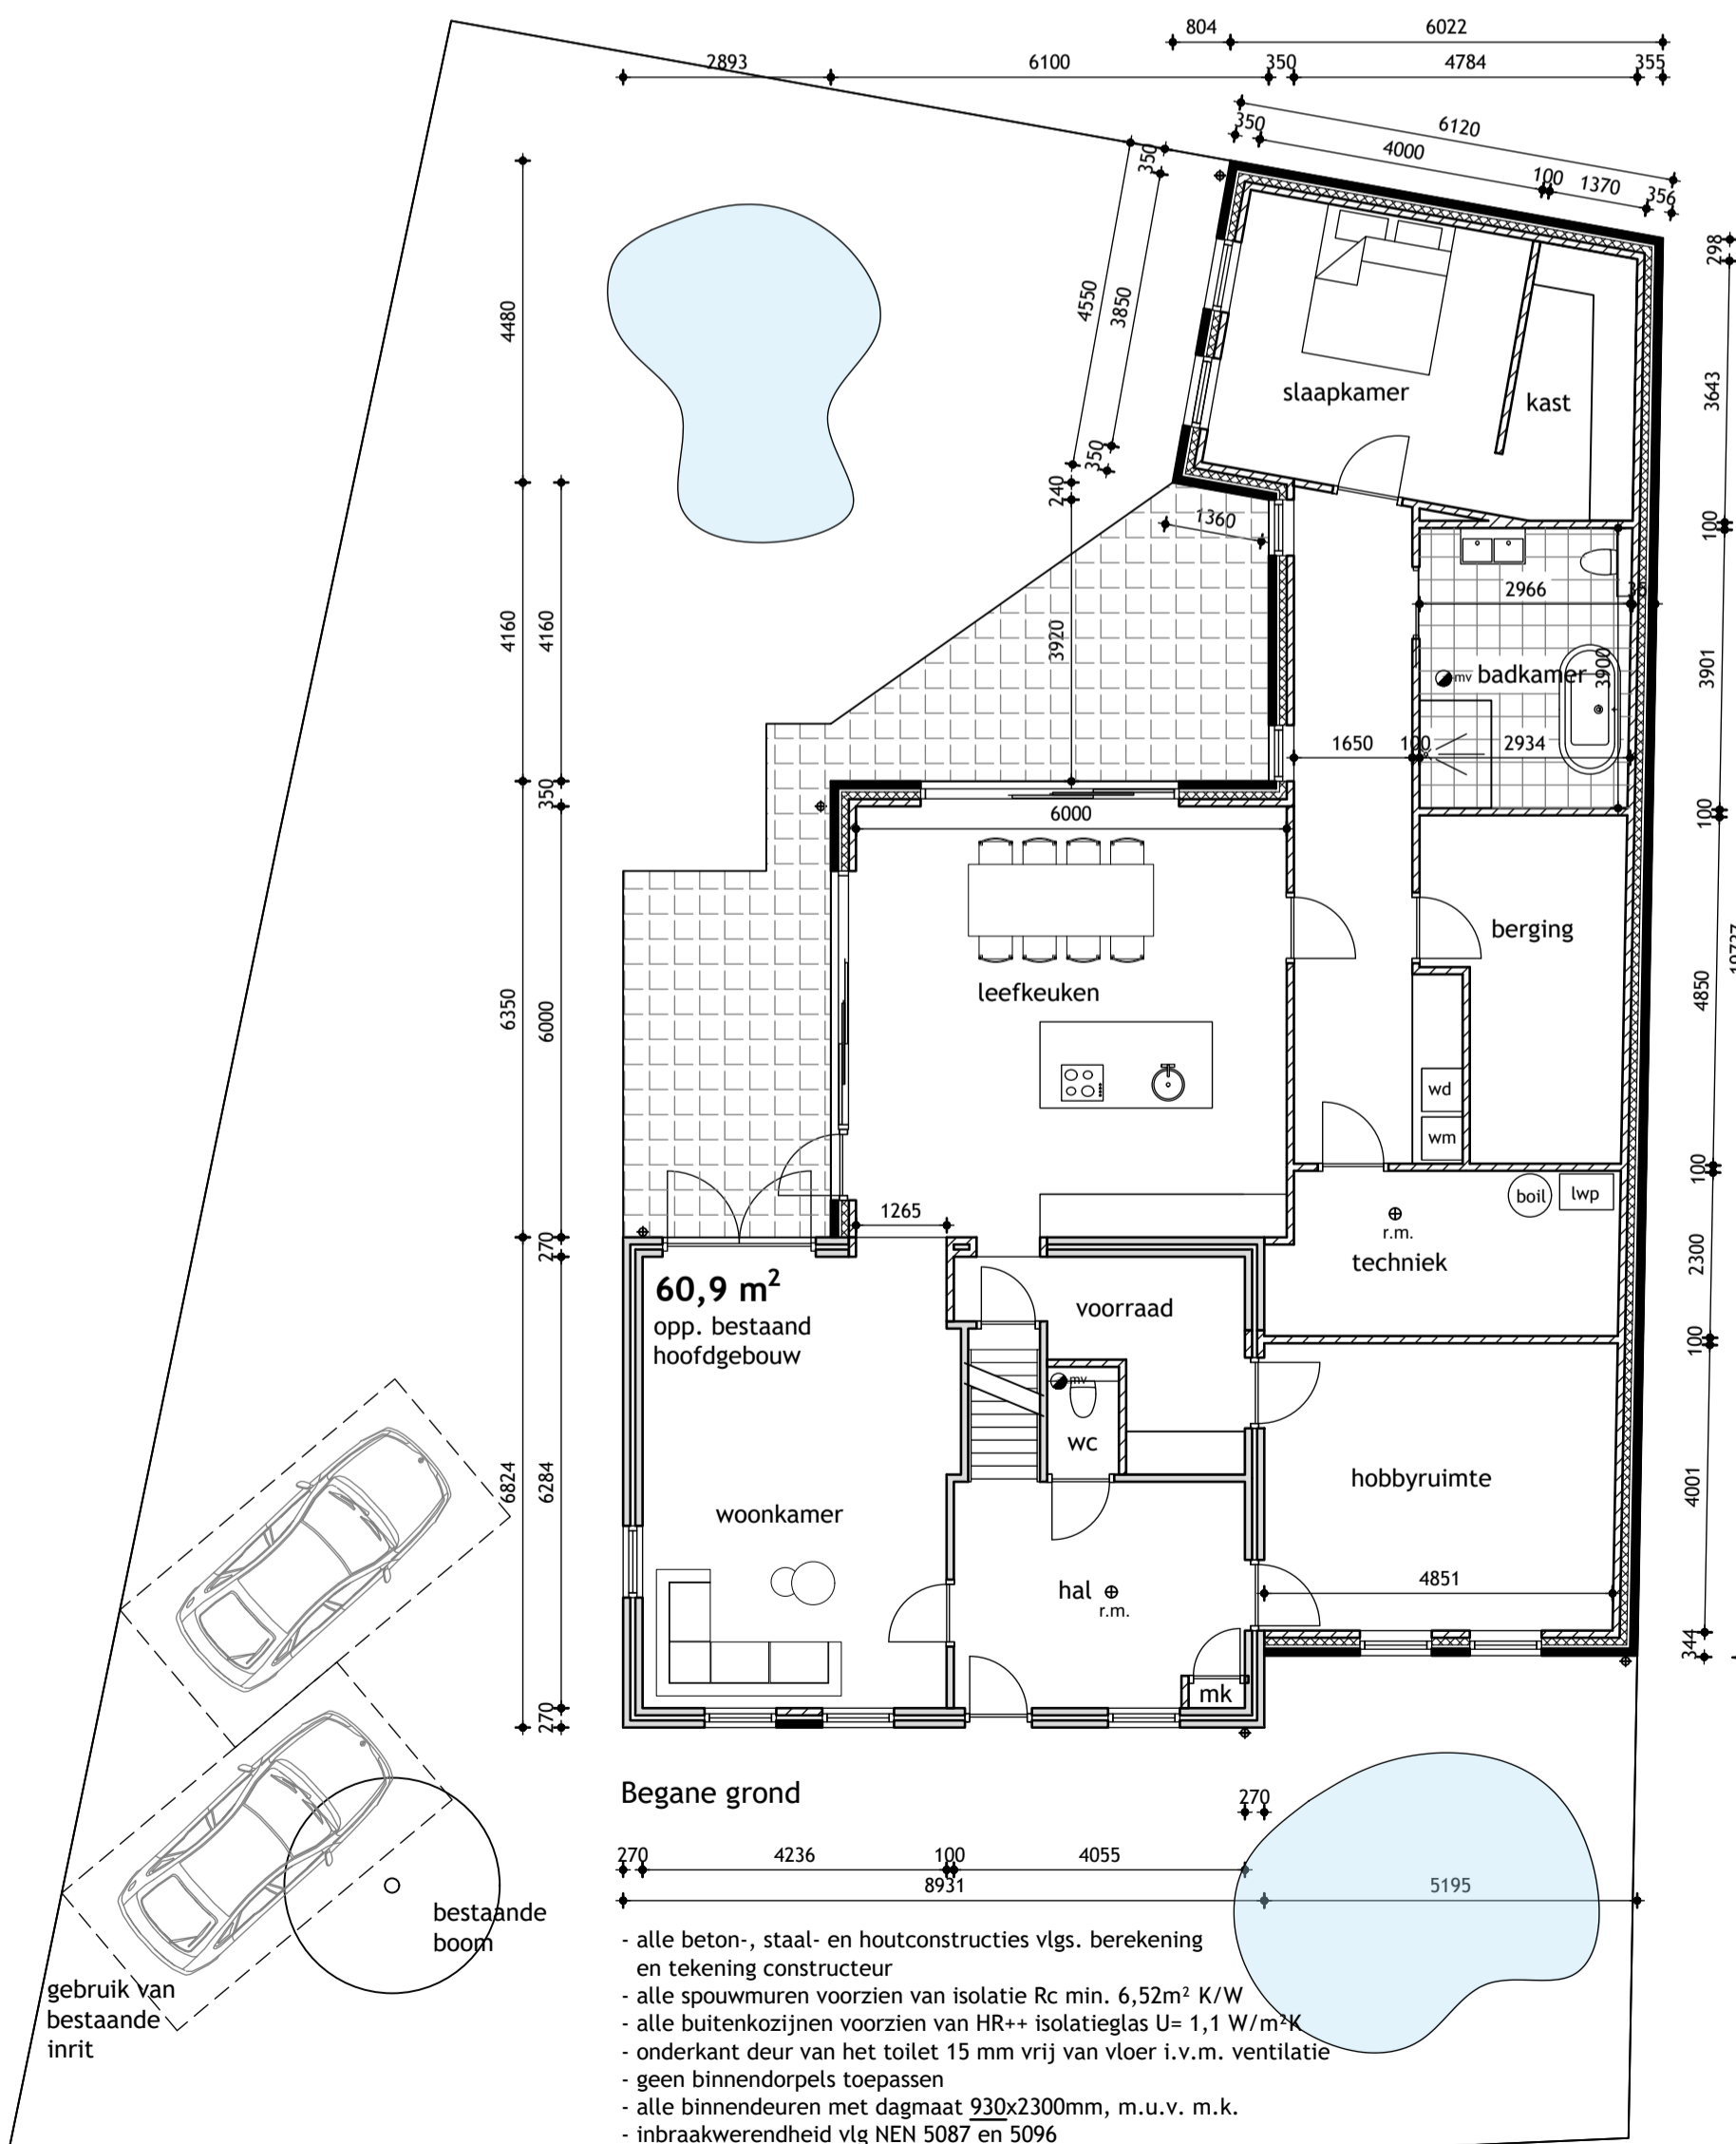 804
6022
2893
6100
350
4784
355
350
6120
4000
100
1370
356
350
298
4480
4550
3850
3643
slaapkamer
kast
350
240
1360
100
4160
4160
3920
2966
3901
3900
mv
badkamer
1650
100
2934
350
6000
100
berging
leefkeuken
6350
6000
4850
wd
wm
100
boil
lwp
1265
r.m.
270
techniek
2300
60,9 m²
opp. bestaand
hoofdgebouw
voorraad
100
mv
wc
6824
6284
hobbyruimte
4001
woonkamer
hal
r.m.
4851
344
mk
270
Begane grond
270
270
4236
100
4055
8931
5195
bestaande
boom
gebruik van
bestaande
inrit
- alle beton-, staal- en houtconstructies vlgs. berekening
en tekening constructeur
- alle spouwmuren voorzien van isolatie Rc min. 6,52m² K/W
- alle buitenkozijnen voorzien van HR++ isolatieglas U= 1,1 W/m²K
- onderkant deur van het toilet 15 mm vrij van vloer i.v.m. ventilatie
- geen binnendorpels toepassen
- alle binnendeuren met dagmaat 930x2300mm, m.u.v. m.k.
- inbraakwerendheid vlg NEN 5087 en 5096